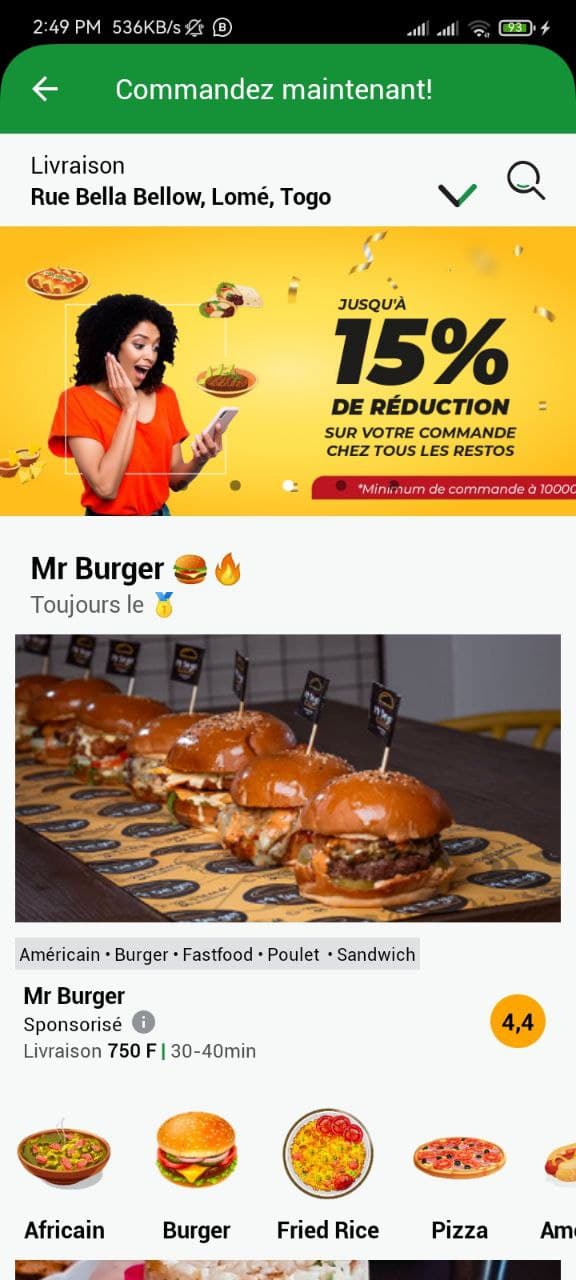 2:49 PM 536KB/s B 93
Commandez maintenant!
Livraison
Rue Bella Bellow, Lomé, Togo
JUSQU'À
15%
DE RÉDUCTION
SUR VOTRE COMMANDE
CHEZ TOUS LES RESTOS
*Minimum de commande à 10000
Mr Burger 🍔🔥
Toujours le 🥇
Américain • Burger • Fastfood • Poulet • Sandwich
Mr Burger
Sponsorisé
4,4
Livraison 750 F | 30-40min
Africain Burger Fried Rice Pizza Am